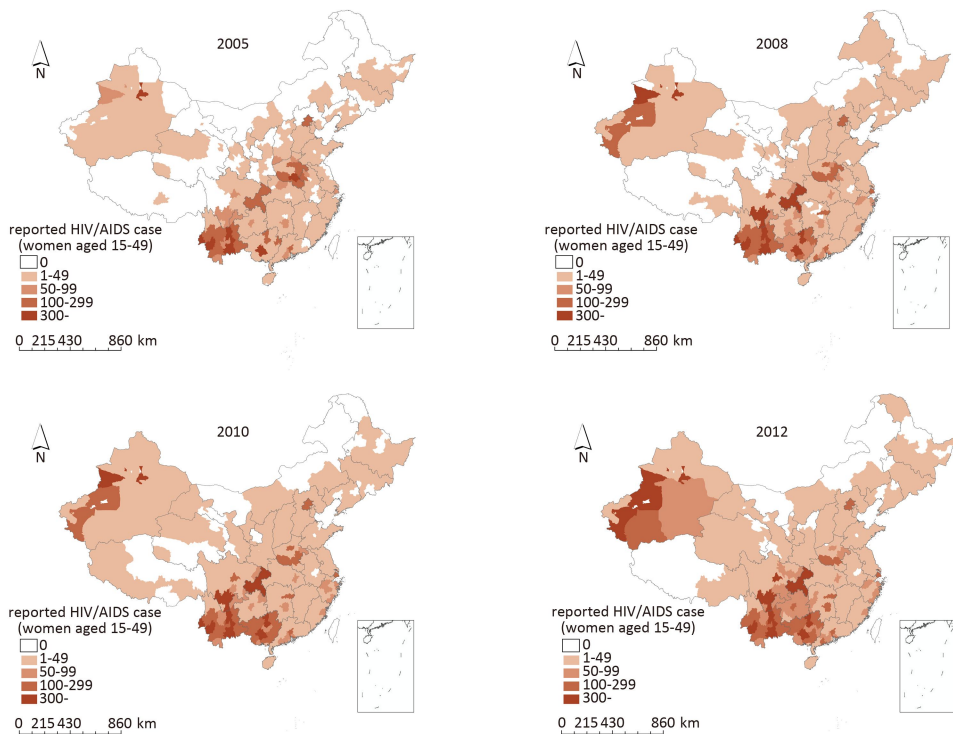 2005
N
reported HIV/AIDS case
(women aged 15-49)
0
1-49
50-99
100-299
300-
0 215 430 860 km
2008
N
reported HIV/AIDS case
(women aged 15-49)
0
1-49
50-99
100-299
300-
0 215 430 860 km
2010
N
reported HIV/AIDS case
(women aged 15-49)
0
1-49
50-99
100-299
300-
0 215 430 860 km
2012
N
reported HIV/AIDS case
(women aged 15-49)
0
1-49
50-99
100-299
300-
0 215 430 860 km